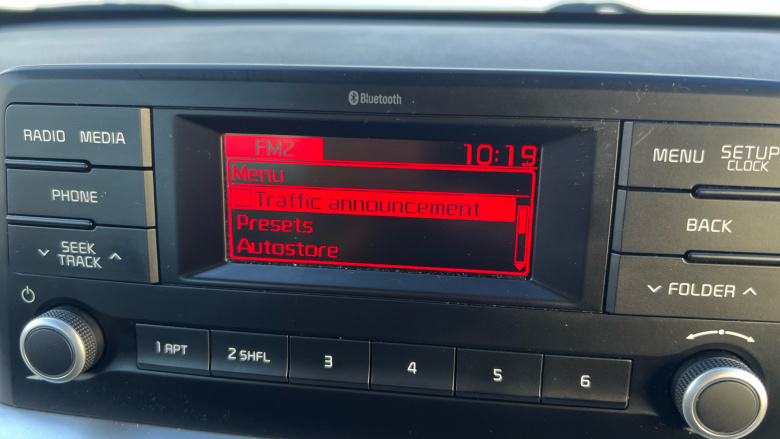 Bluetooth
RADIO MEDIA
PHONE
SEEK
TRACK
FM2 10:19
Menu
Traffic announcement
Presets
Autostore
MENU SETUP
CLOCK
BACK
FOLDER
1 RPT 2 SHFL 3 4 5 6